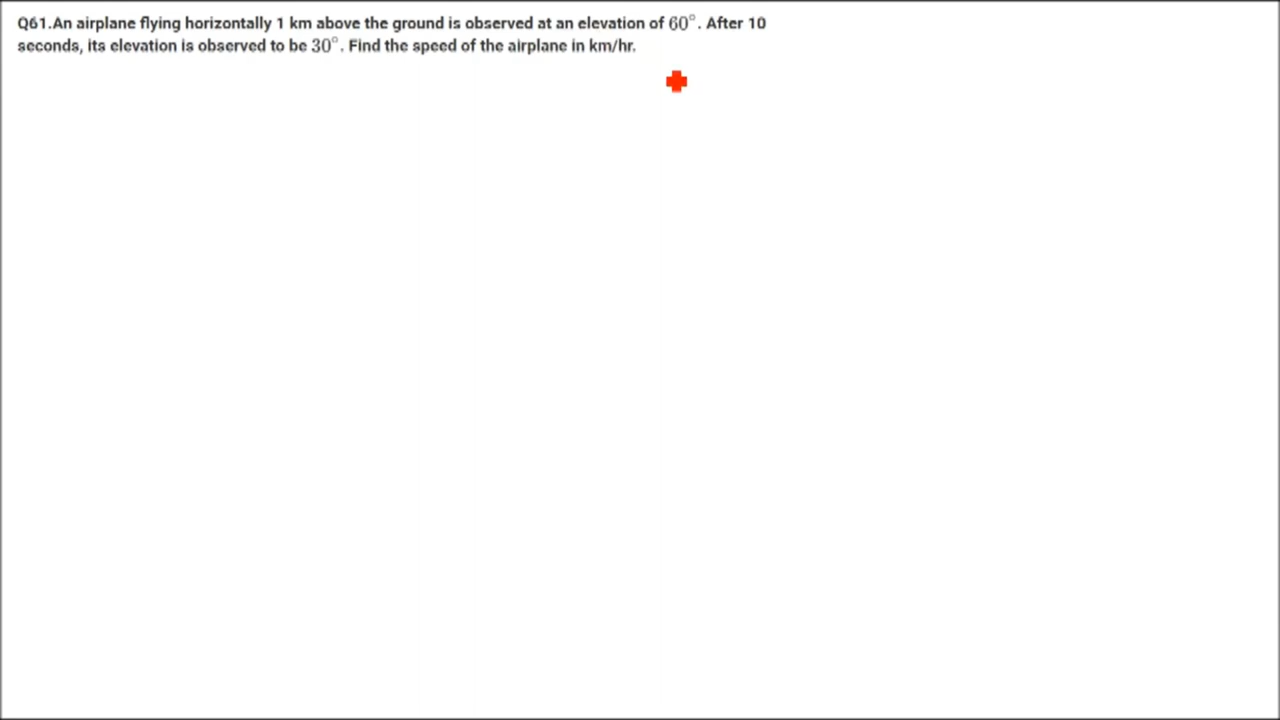 Q61.An airplane flying horizontally 1 km above the ground is observed at an elevation of 60°. After 10
seconds, its elevation is observed to be 30°. Find the speed of the airplane in km/hr.